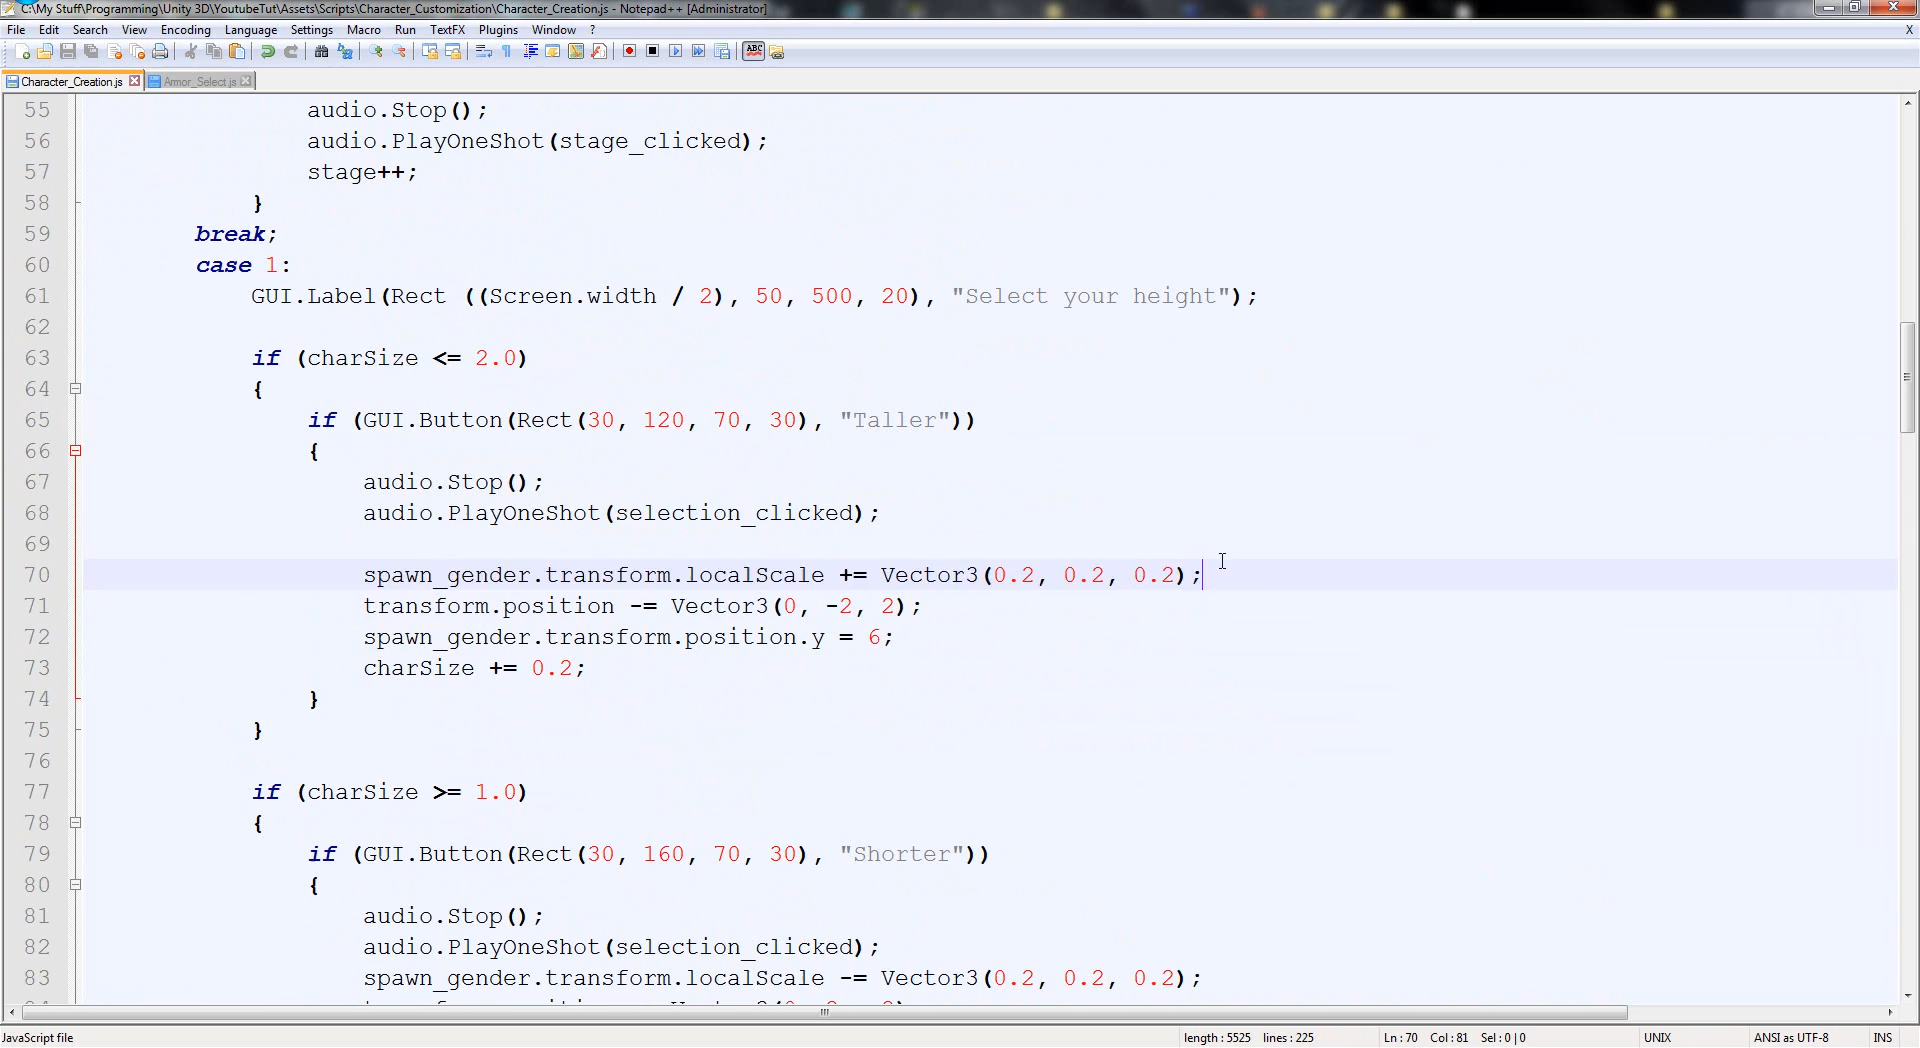 C:\My Stuff\Programming\Unity 3D\YoutubeTut\Assets\Scripts\Character_Customization\Character_Creation.js - Notepad++ [Administrator]
File Edit Search View Encoding Language Settings Macro Run TextFX Plugins Window ? X
ABC
Character_Creation.js Armor_Select.js
55 audio.Stop();
56 audio.PlayOneShot(stage_clicked);
57 stage++;
58 }
59 break;
60 case 1:
61 GUI.Label(Rect ((Screen.width / 2), 50, 500, 20), "Select your height");
62
63 if (charSize <= 2.0)
64 {
65 if (GUI.Button(Rect(30, 120, 70, 30), "Taller"))
66 {
67 audio.Stop();
68 audio.PlayOneShot(selection_clicked);
69
70 spawn_gender.transform.localScale += Vector3(0.2, 0.2, 0.2);
71 transform.position -= Vector3(0, -2, 2);
72 spawn_gender.transform.position.y = 6;
73 charSize += 0.2;
74 }
75 }
76
77 if (charSize >= 1.0)
78 {
79 if (GUI.Button(Rect(30, 160, 70, 30), "Shorter"))
80 {
81 audio.Stop();
82 audio.PlayOneShot(selection_clicked);
83 spawn_gender.transform.localScale -= Vector3(0.2, 0.2, 0.2);
JavaScript file length : 5525 lines : 225 Ln : 70 Col : 81 Sel : 0 | 0 UNIX ANSI as UTF-8 INS